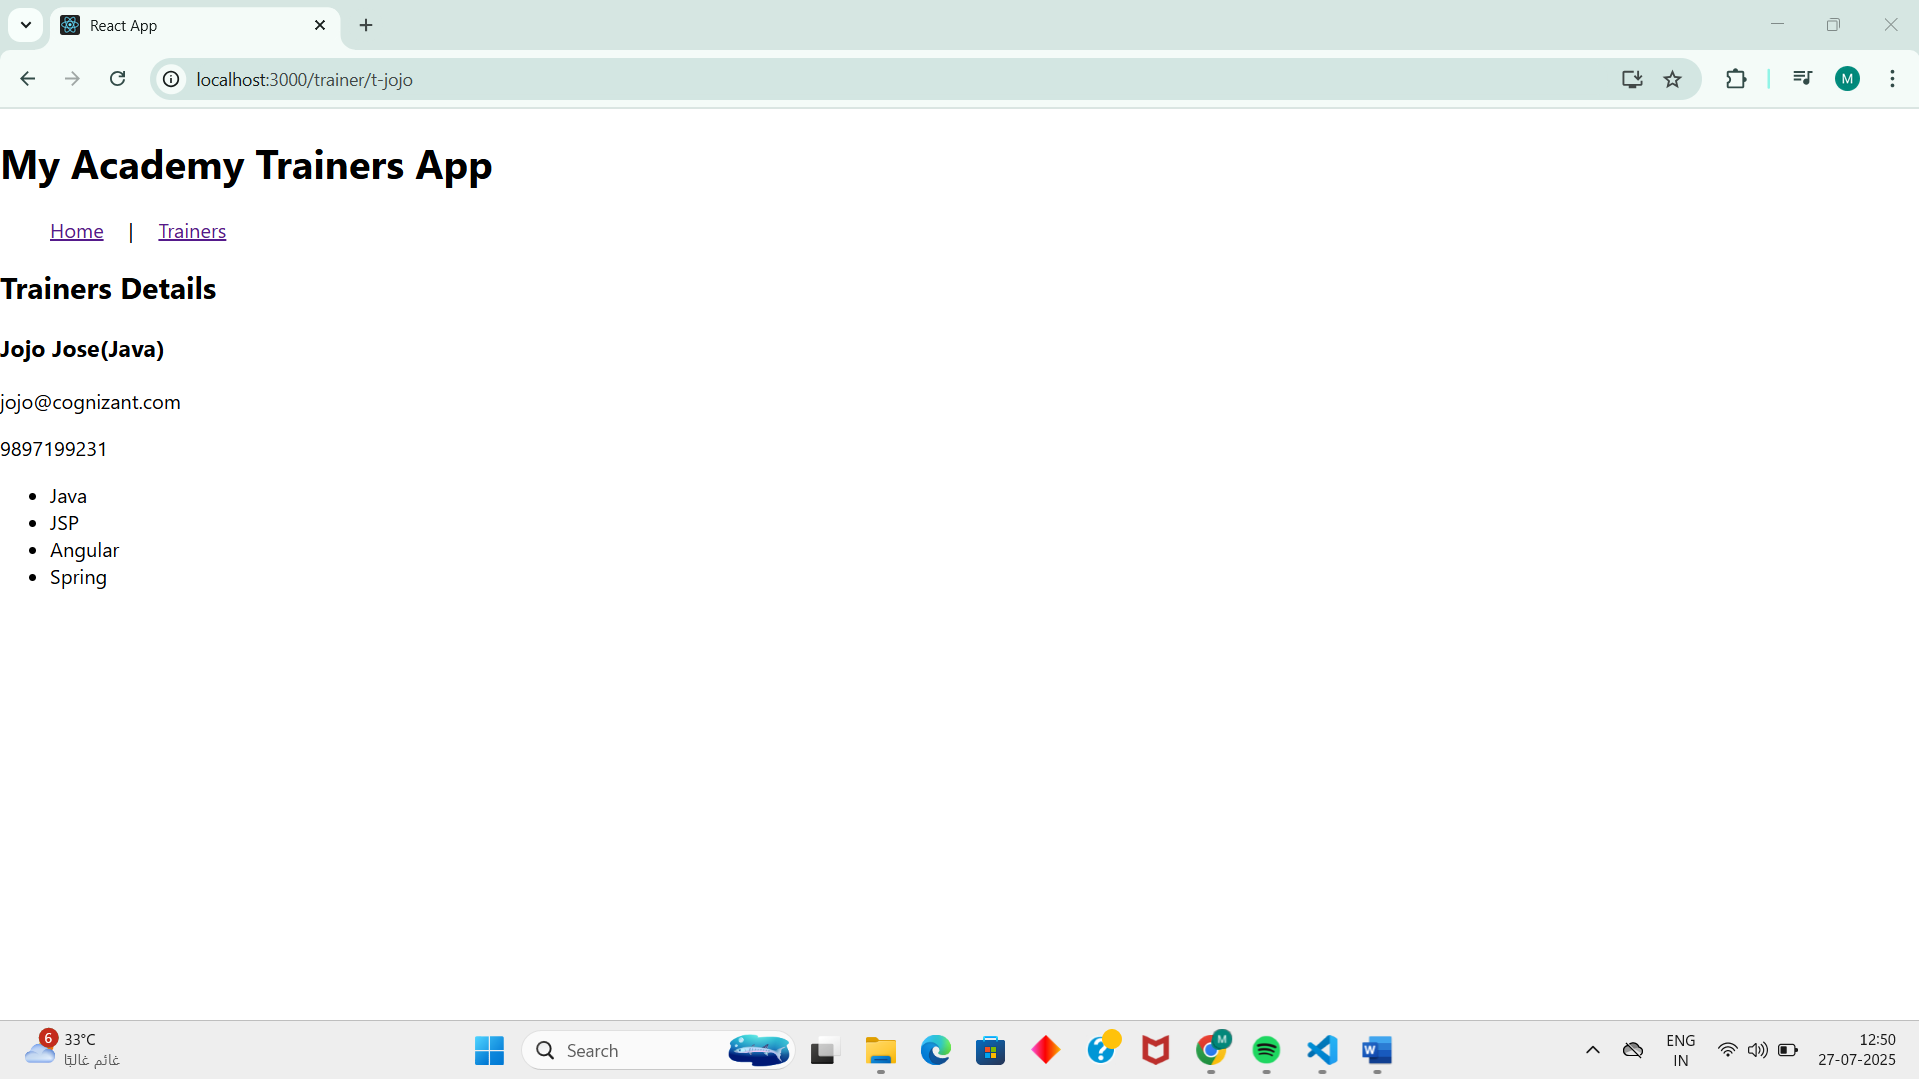 React App
localhost:3000/trainer/t-jojo
M
My Academy Trainers App
Home | Trainers
Trainers Details
Jojo Jose(Java)
jojo@cognizant.com
9897199231
Java
JSP
Angular
Spring
6
33°C
غائم غالبًا
Search
M
W
ENG
IN
12:50
27-07-2025